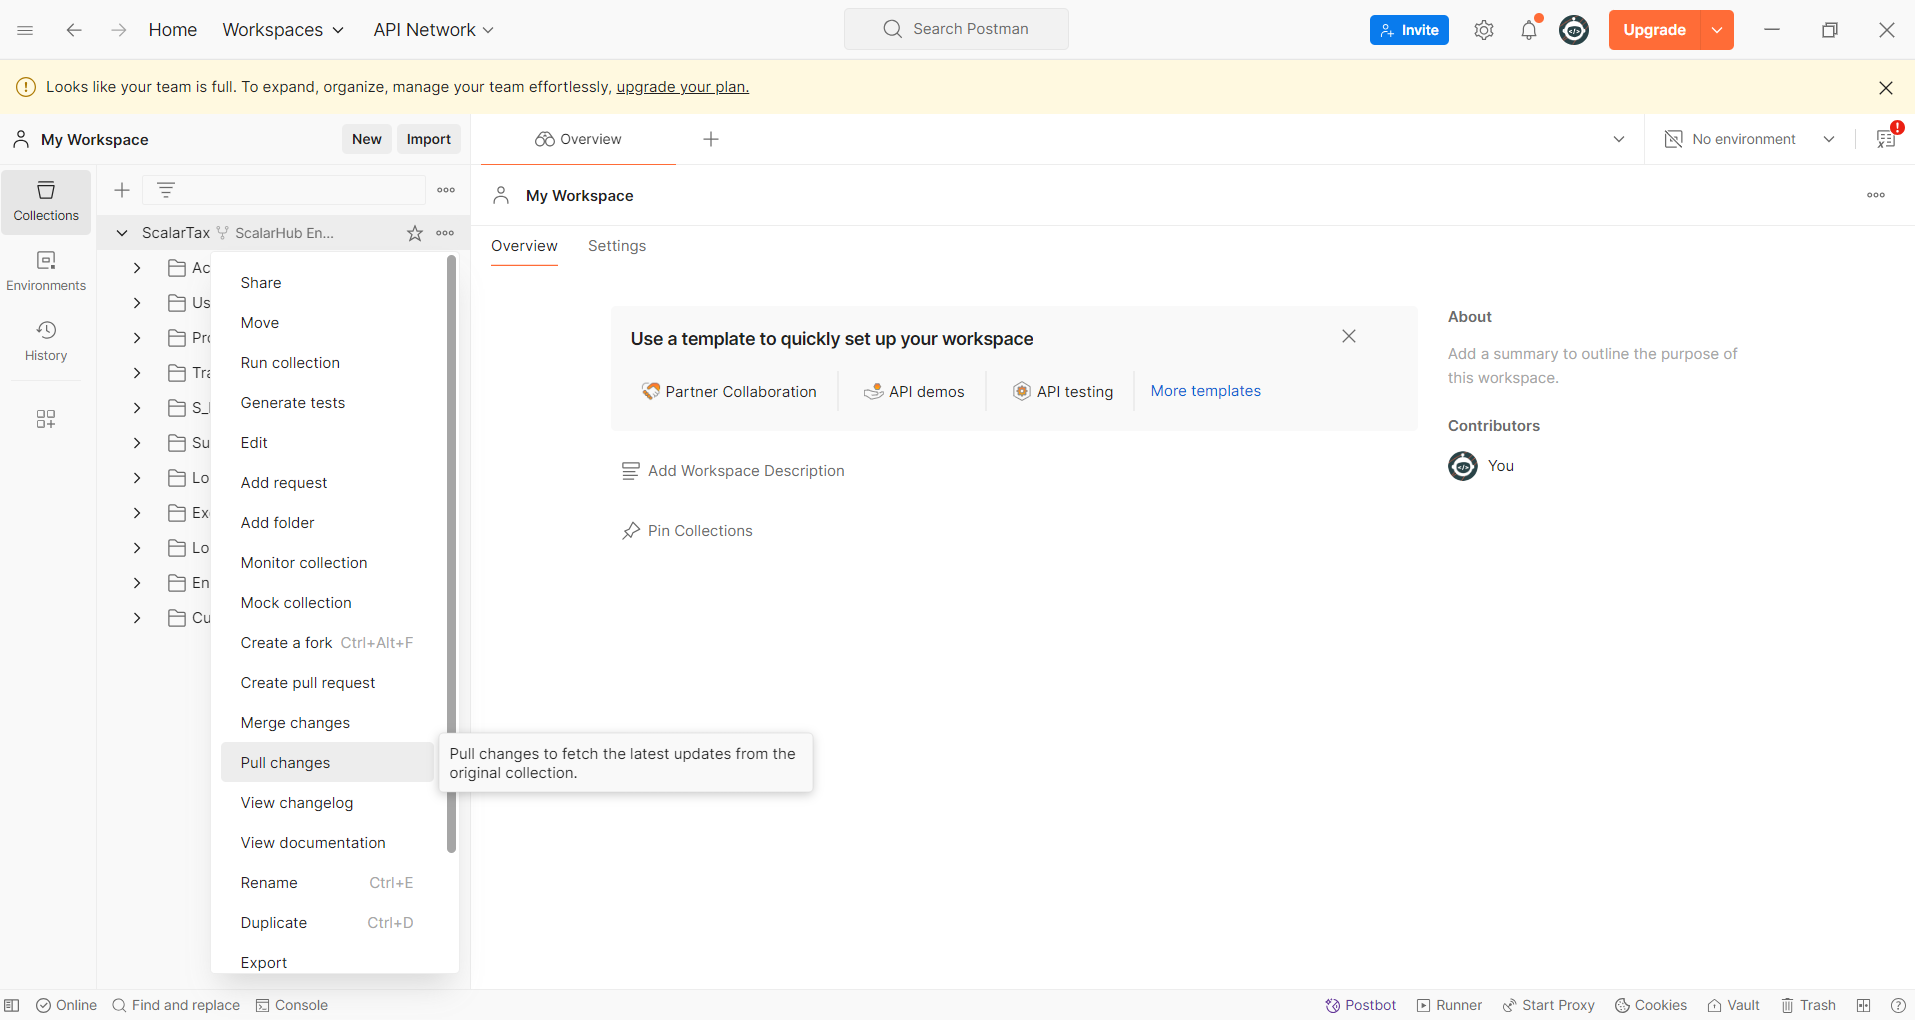 Home
Workspaces
API Network
Search Postman
Invite
Upgrade
Looks like your team is full. To expand, organize, manage your team effortlessly, upgrade your plan.
My Workspace
New
Import
Overview
No environment
Collections
Environments
History
ScalarTax
ScalarHub En...
Ac
Us
Pro
Tra
S_
Su
Lo
Ex
Lo
En
Cu
Share
Move
Run collection
Generate tests
Edit
Add request
Add folder
Monitor collection
Mock collection
Create a fork Ctrl+Alt+F
Create pull request
Merge changes
Pull changes
View changelog
View documentation
Rename Ctrl+E
Duplicate Ctrl+D
Export
Pull changes to fetch the latest updates from the
original collection.
My Workspace
Overview
Settings
Use a template to quickly set up your workspace
Partner Collaboration
API demos
API testing
More templates
Add Workspace Description
Pin Collections
About
Add a summary to outline the purpose of
this workspace.
Contributors
You
Online
Find and replace
Console
Postbot
Runner
Start Proxy
Cookies
Vault
Trash